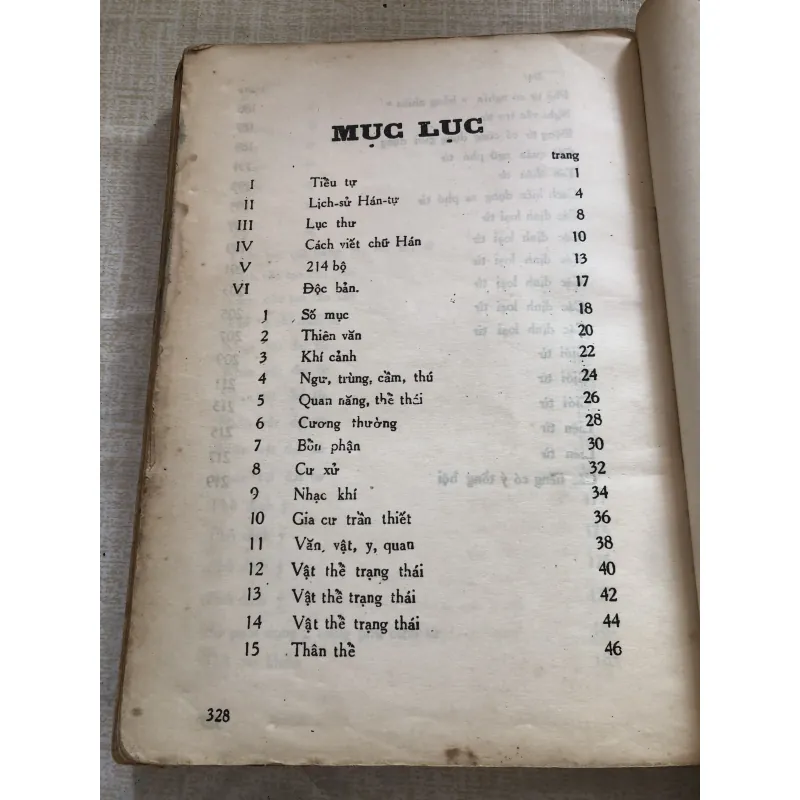 MỤC LỤC
trang
I Tiểu tự 1
II Lịch-sử Hán-tự 4
III Lục thư 8
IV Cách viết chữ Hán 10
V 214 bộ 13
VI Độc bản. 17
1 Số mục 18
2 Thiên văn 20
3 Khí cảnh 22
4 Ngư, trùng, cầm, thú 24
5 Quan năng, thể thái 26
6 Cương thường 28
7 Bổn phận 30
8 Cư xử 32
9 Nhạc khí 34
10 Gia cư trần thiết 36
11 Văn, vật, y, quan 38
12 Vật thể trạng thái 40
13 Vật thể trạng thái 42
14 Vật thể trạng thái 44
15 Thân thể 46
328